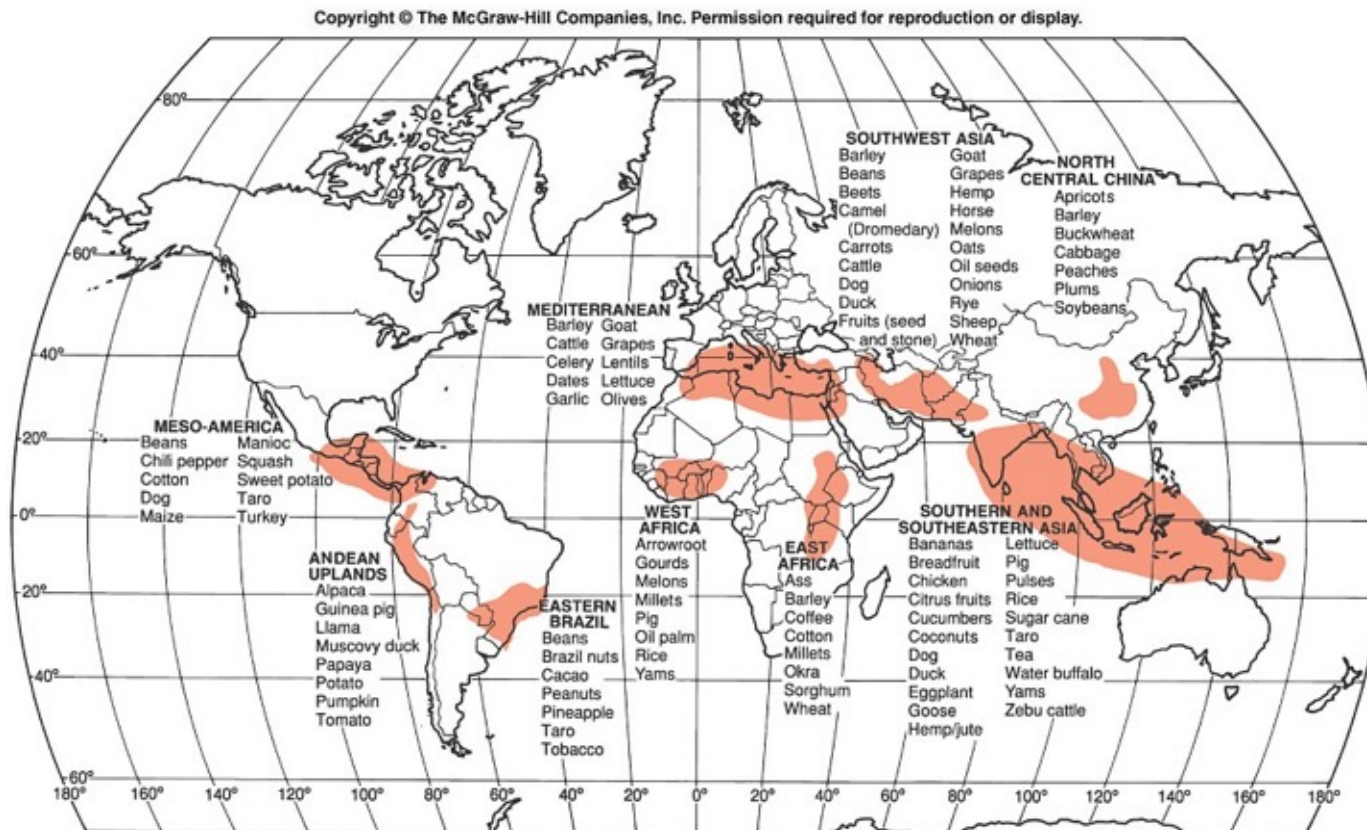 Copyright © The McGraw-Hill Companies, Inc. Permission required for reproduction or display.
80°
60°
40°
20°
0°
20°
40°
60°
SOUTHWEST ASIA
Barley
Beans
Beets
Camel
(Dromedary)
Carrots
Cattle
Dog
Duck
Fruits (seed
and stone)
Goat
Grapes
Hemp
Horse
Melons
Oats
Oil seeds
Onions
Rye
Sheep
Wheat
NORTH
CENTRAL CHINA
Apricots
Barley
Buckwheat
Cabbage
Peaches
Plums
Soybeans
MEDITERRANEAN
Barley
Cattle
Celery
Dates
Garlic
Goat
Grapes
Lentils
Lettuce
Olives
MESO-AMERICA
Beans
Chili pepper
Cotton
Dog
Maize
Manioc
Squash
Sweet potato
Taro
Turkey
ANDEAN
UPLANDS
Alpaca
Guinea pig
Llama
Muscovy duck
Papaya
Potato
Pumpkin
Tomato
EASTERN
BRAZIL
Beans
Brazil nuts
Cacao
Peanuts
Pineapple
Taro
Tobacco
WEST
AFRICA
Arrowroot
Gourds
Melons
Millets
Pig
Oil palm
Rice
Yams
EAST
AFRICA
Ass
Barley
Coffee
Cotton
Millets
Okra
Sorghum
Wheat
SOUTHERN AND
SOUTHEASTERN ASIA
Bananas
Breadfruit
Chicken
Citrus fruits
Cucumbers
Coconuts
Dog
Duck
Eggplant
Goose
Hemp/jute
Lettuce
Pig
Pulses
Rice
Sugar cane
Taro
Tea
Water buffalo
Yams
Zebu cattle
180° 160° 140° 120° 100° 80° 60° 40° 20° 0° 20° 40° 60° 80° 100° 120° 140° 160° 180°